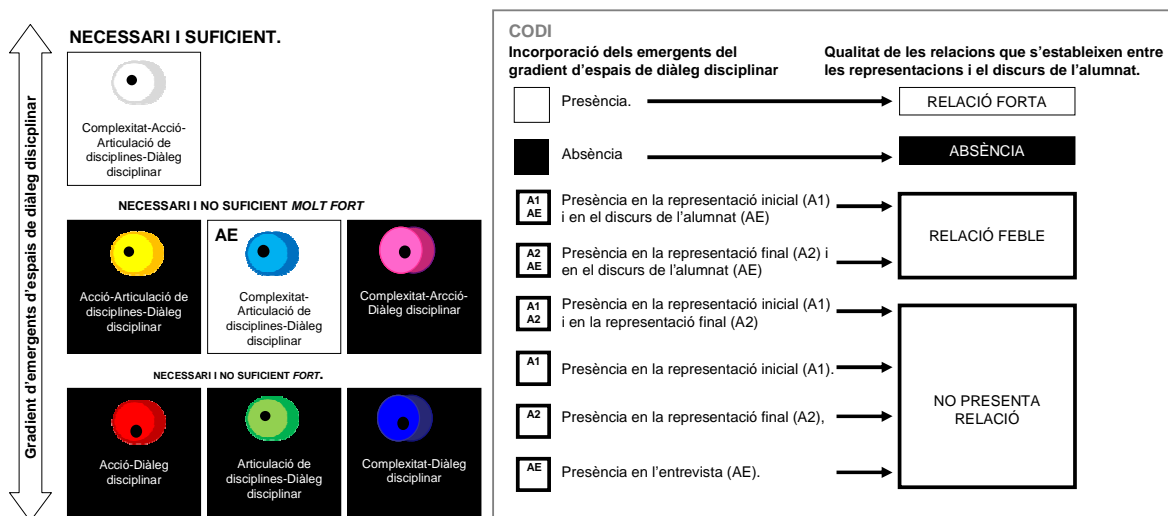 Gradient d'emergents d'espais de diàleg disicplinar
NECESSARI I SUFICIENT.
Complexitat-Acció-
Articulació de
disciplines-Diàleg
disciplinar
NECESSARI I NO SUFICIENT MOLT FORT
Acció-Articulació de
disciplines-Diàleg
disciplinar
AE
Complexitat-
Articulació de
disciplines-Diàleg
disciplinar
Complexitat-Arcció-
Diàleg disciplinar
NECESSARI I NO SUFICIENT FORT.
Acció-Diàleg
disciplinar
Articulació de
disciplines-Diàleg
disciplinar
Complexitat-Diàleg
disciplinar
CODI
Incorporació dels emergents del
gradient d'espais de diàleg disciplinar
Qualitat de les relacions que s'estableixen entre
les representacions i el discurs de l'alumnat.
Presència.
RELACIÓ FORTA
Absència
ABSÈNCIA
A1
AE
Presència en la representació inicial (A1)
i en el discurs de l'alumnat (AE)
A2
AE
Presència en la representació final (A2) i
en el discurs de l'alumnat (AE)
RELACIÓ FEBLE
A1
A2
Presència en la representació inicial (A1)
i en la representació final (A2)
A1
Presència en la representació inicial (A1).
A2
Presència en la representació final (A2),
AE
Presència en l'entrevista (AE).
NO PRESENTA
RELACIÓ